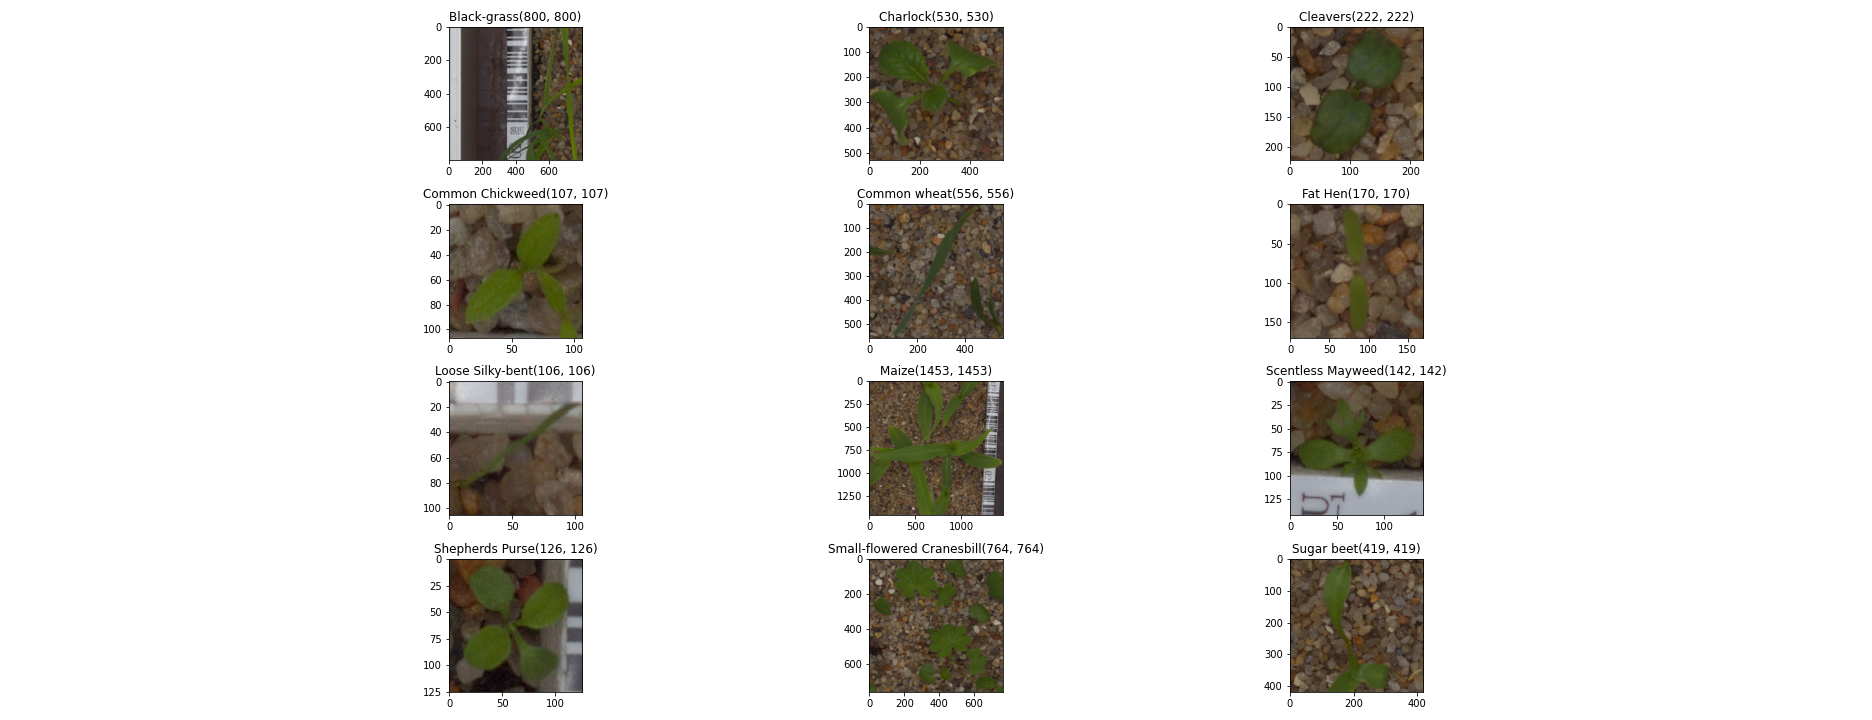 Black-grass(800, 800)
0
200
400
600
0 200 400 600
Charlock(530, 530)
0
100
200
300
400
500
0 200 400
Cleavers(222, 222)
0
50
100
150
200
0 100 200
Common Chickweed(107, 107)
0
20
40
60
80
100
0 50 100
Common wheat(556, 556)
0
100
200
300
400
500
0 200 400
Fat Hen(170, 170)
0
50
100
150
0 50 100 150
Loose Silky-bent(106, 106)
0
20
40
60
80
100
0 50 100
Maize(1453, 1453)
0
250
500
750
1000
1250
0 500 1000
Scentless Mayweed(142, 142)
0
25
50
75
100
125
U
1
0 50 100
Shepherds Purse(126, 126)
0
25
50
75
100
125
0 50 100
Small-flowered Cranesbill(764, 764)
0
200
400
600
0 200 400 600
Sugar beet(419, 419)
0
100
200
300
400
0 200 400